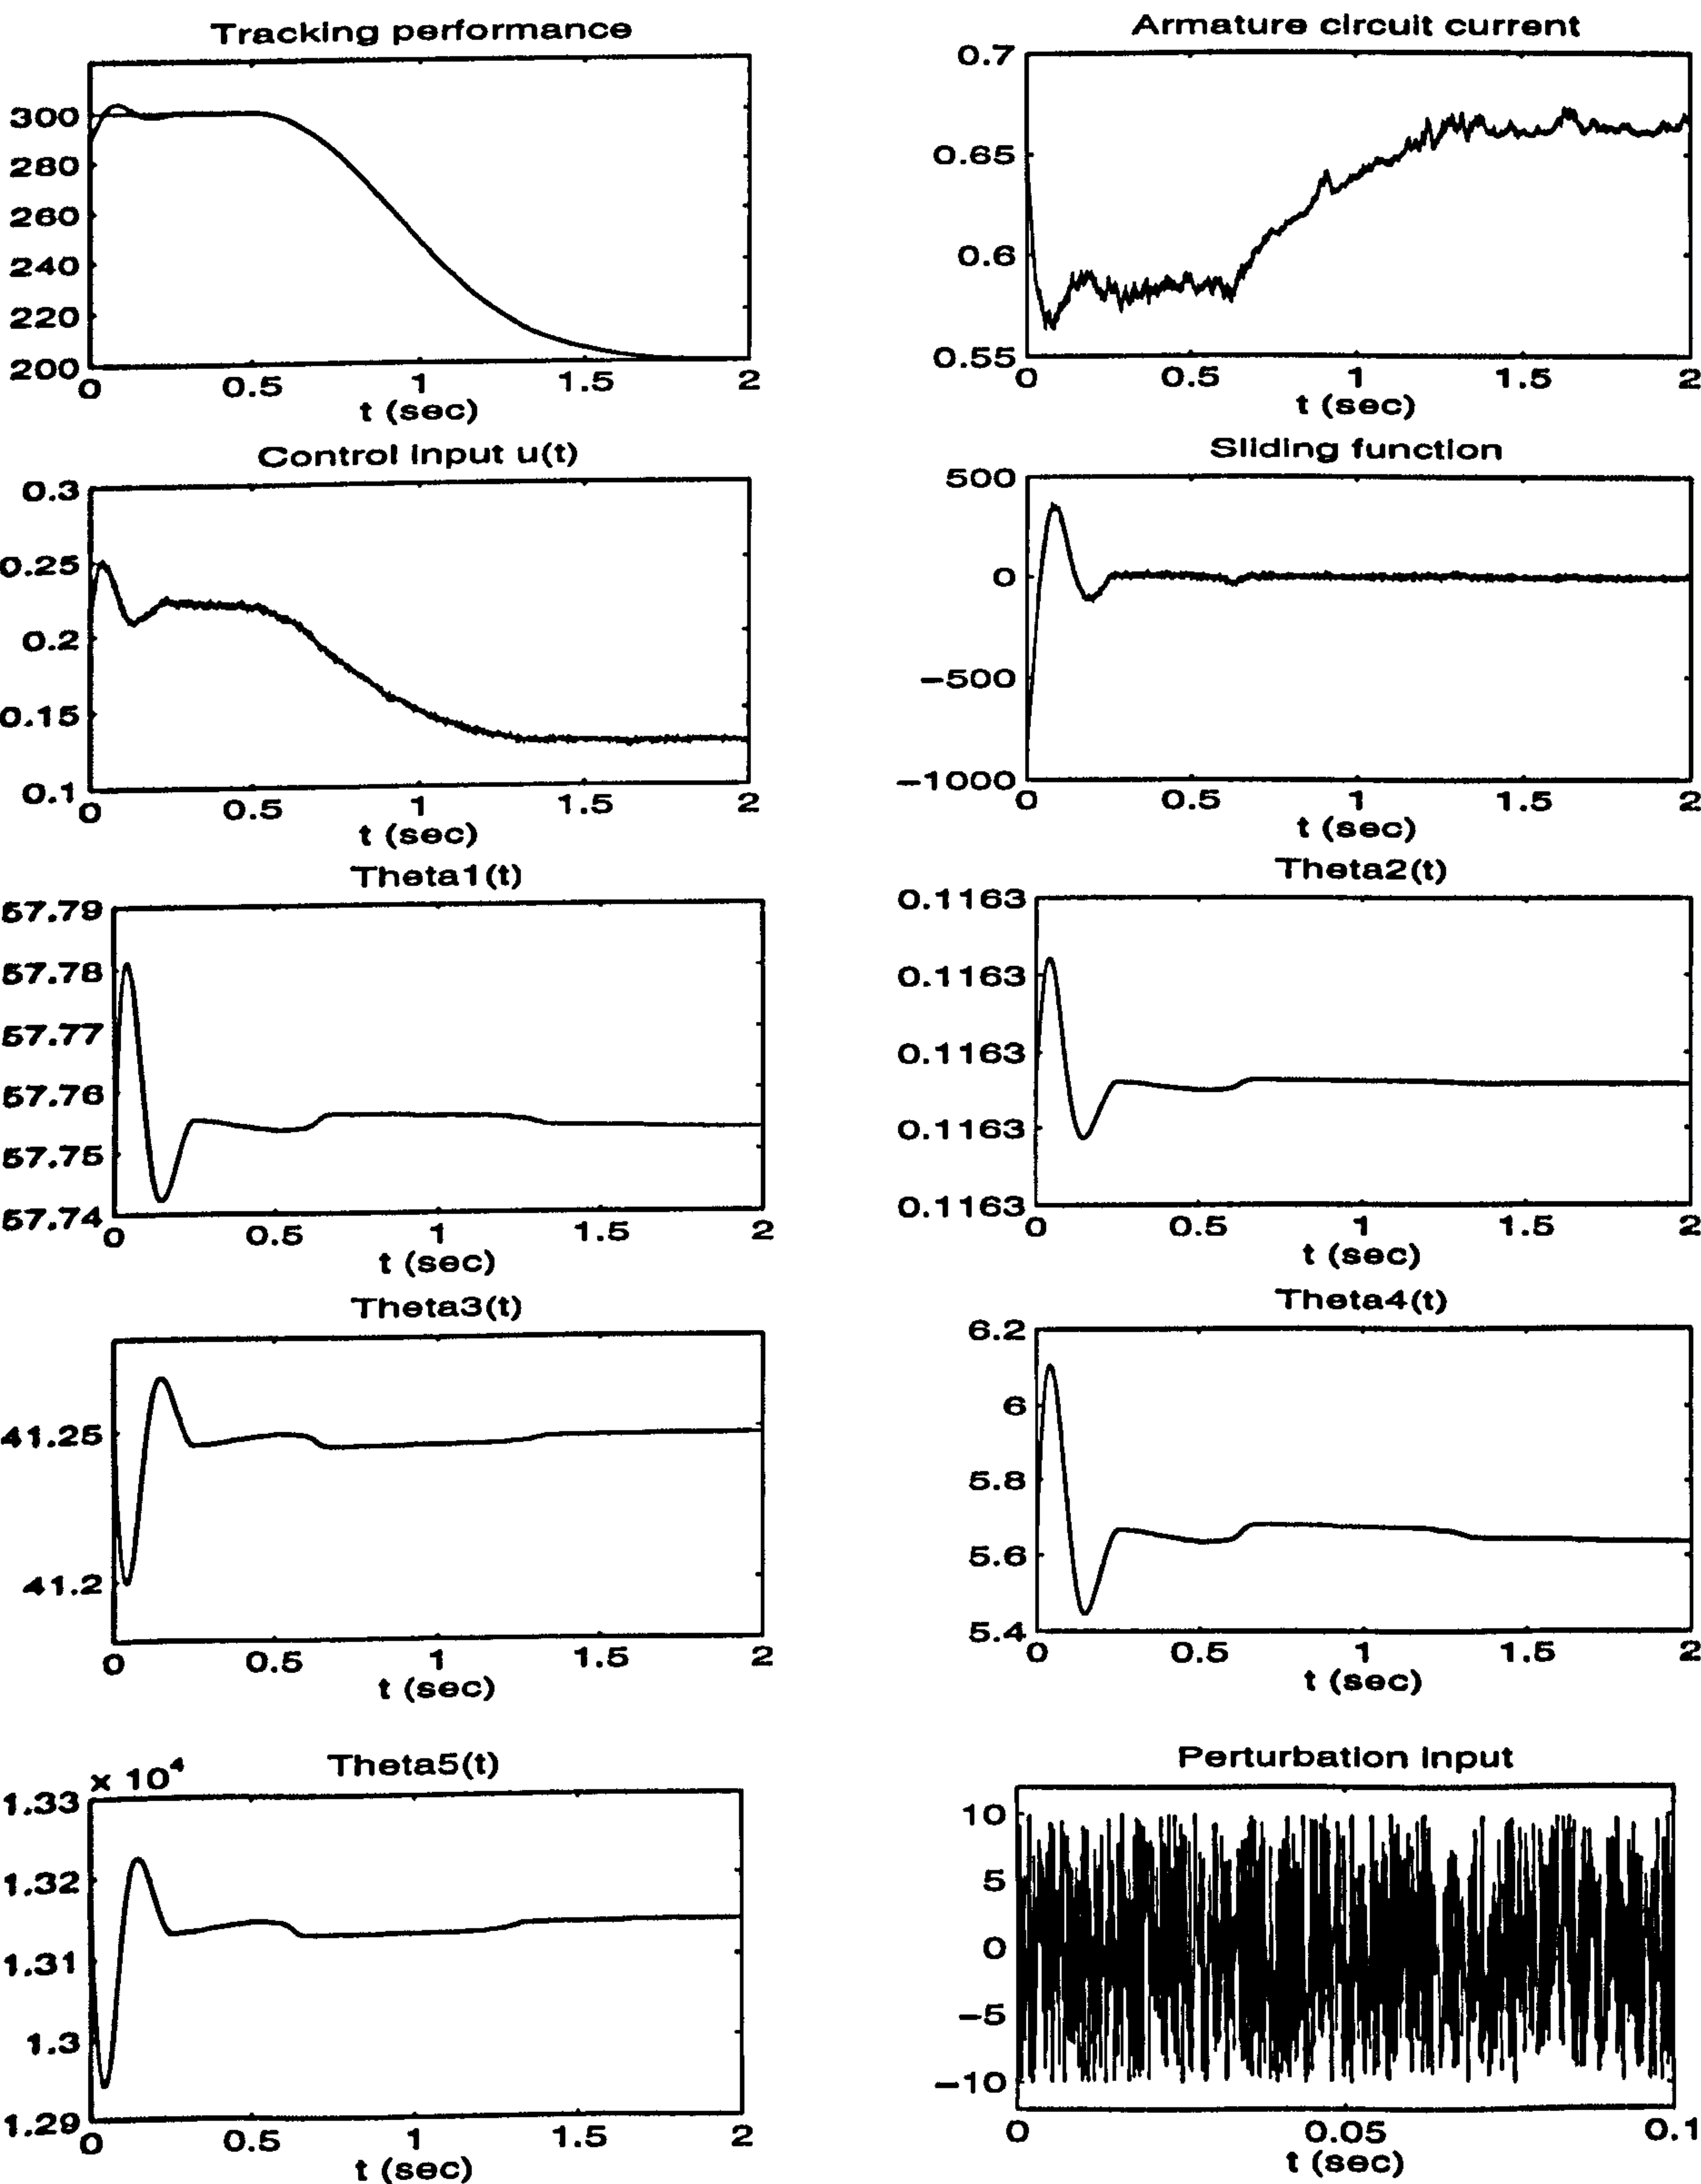 Tracking performance
300
280
260
240
220
200
0 0.5 1 1.5 2
t (sec)
Armature circuit current
0.7
0.65
0.6
0.55
0 0.5 1 1.5 2
t (sec)
Control input u(t)
0.3
0.25
0.2
0.15
0.1
0 0.5 1 1.5 2
t (sec)
Sliding function
500
0
−500
−1000
0 0.5 1 1.5 2
t (sec)
Theta1(t)
57.79
57.78
57.77
57.76
57.75
57.74
0 0.5 1 1.5 2
t (sec)
Theta2(t)
0.1163
0.1163
0.1163
0.1163
0.1163
0 0.5 1 1.5 2
t (sec)
Theta3(t)
41.25
41.2
0 0.5 1 1.5 2
t (sec)
Theta4(t)
6.2
6
5.8
5.6
5.4
0 0.5 1 1.5 2
t (sec)
Theta5(t)
× 10⁴
1.33
1.32
1.31
1.3
1.29
0 0.5 1 1.5 2
t (sec)
Perturbation input
10
5
0
−5
−10
0 0.05 0.1
t (sec)